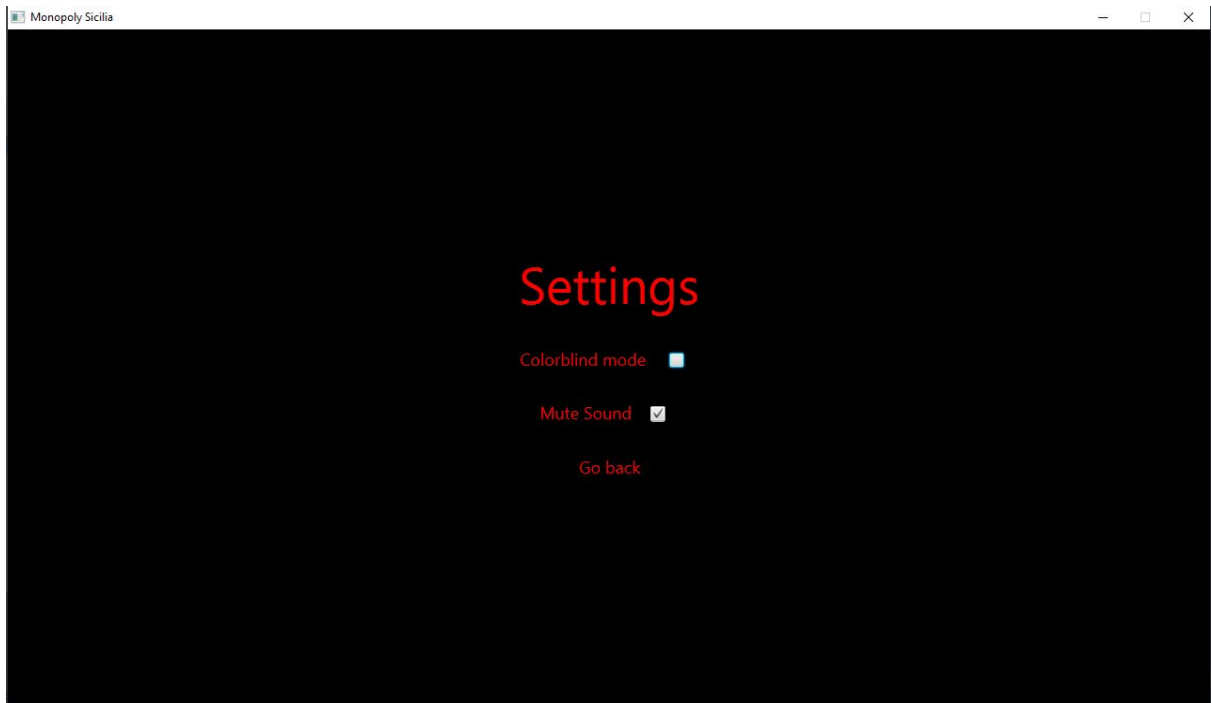 Monopoly Sicilia
Settings
Colorblind mode
Mute Sound
Go back